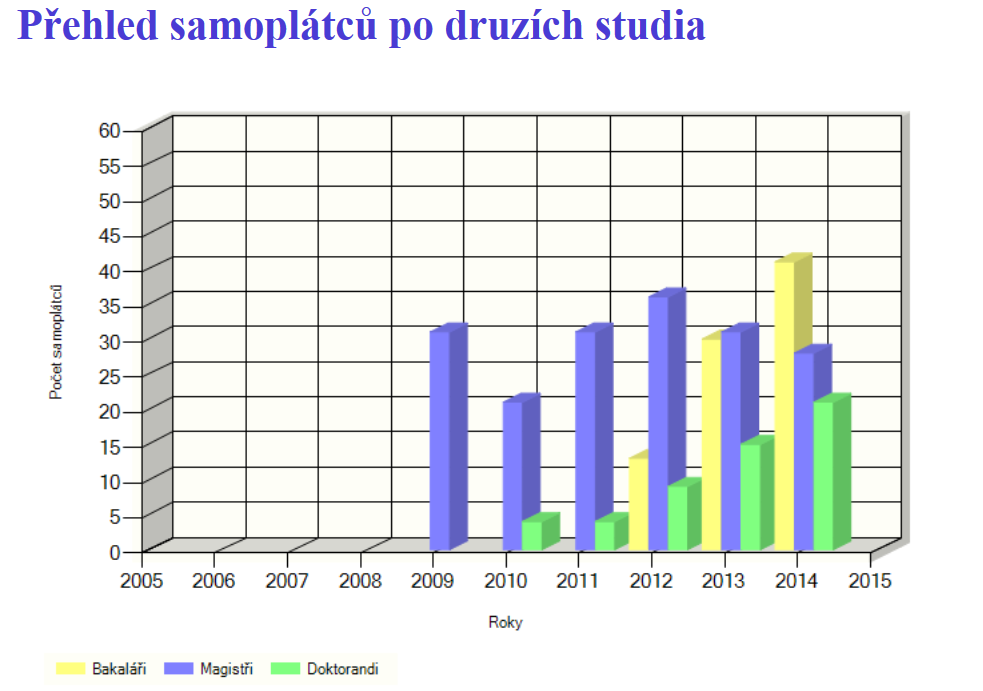 Přehled samoplátců po druzích studia
60
55
50
45
40
35
30
25
20
15
10
5
0
Počet samoplátců
2005 2006 2007 2008 2009 2010 2011 2012 2013 2014 2015
Roky
Bakaláři Magistři Doktorandi